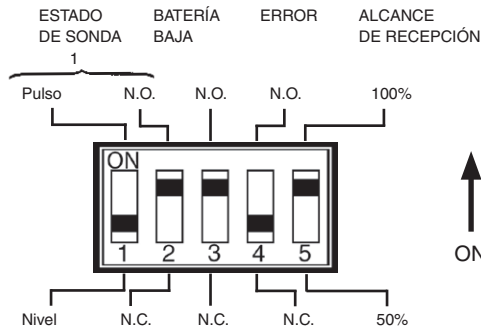 ESTADO DE SONDA 1
BATERÍA BAJA
ERROR
ALCANCE DE RECEPCIÓN
Pulso N.O. N.O. N.O. 100%
ON
1 2 3 4 5
ON
Nivel N.C. N.C. N.C. 50%